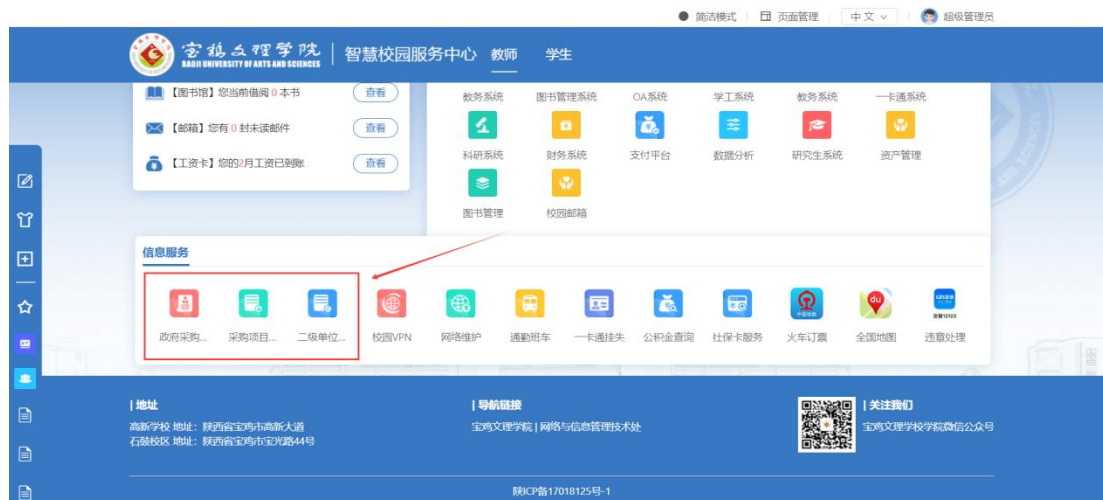 简洁模式 页面管理 中文 超级管理员
宝鸡文理学院 智慧校园服务中心 教师 学生
BAOJI UNIVERSITY OF ARTS AND SCIENCES
【图书馆】您当前借阅 0 本书 查看
【邮箱】您有 0 封未读邮件 查看
【工资卡】您的2月工资已到账 查看
教务系统 图书管理系统 OA系统 学工系统 教务系统 一卡通系统
科研系统 财务系统 支付平台 数据分析 研究生系统 资产管理
图书管理 校园邮箱
信息服务
政府采购... 采购项目... 二级单位... 校园VPN 网络维护 通勤班车 一卡通挂失 公积金查询 社保卡服务 火车订票 全国地图 违章处理
| 地址
高新学校 地址：陕西省宝鸡市高新大道
石鼓校区 地址：陕西省宝鸡市宝光路44号
| 导航链接
宝鸡文理学院 | 网络与信息管理技术处
| 关注我们
宝鸡文理学校学院微信公众号
陕ICP备17018125号-1